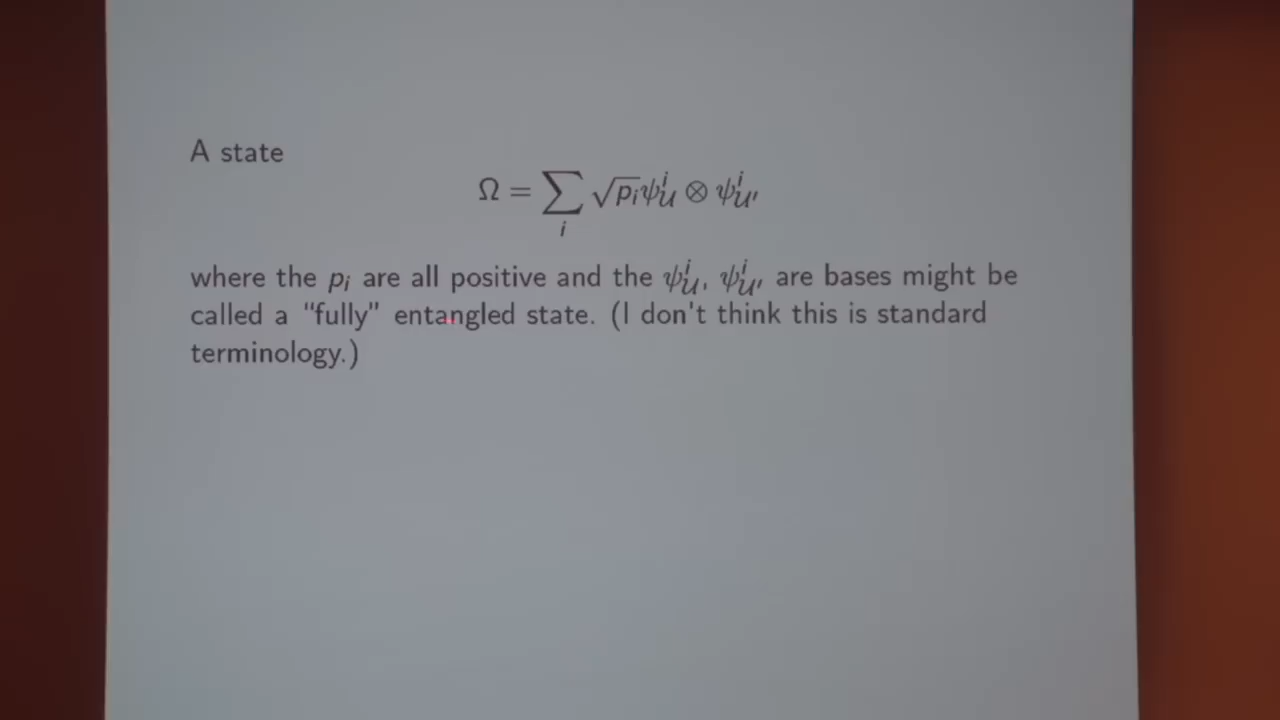 A state
Ω = ∑_i √p_i ψ^i_𝒰 ⊗ ψ^i_𝒰′
where the p_i are all positive and the ψ^i_𝒰, ψ^i_𝒰′ are bases might be
called a "fully" entangled state. (I don't think this is standard
terminology.)